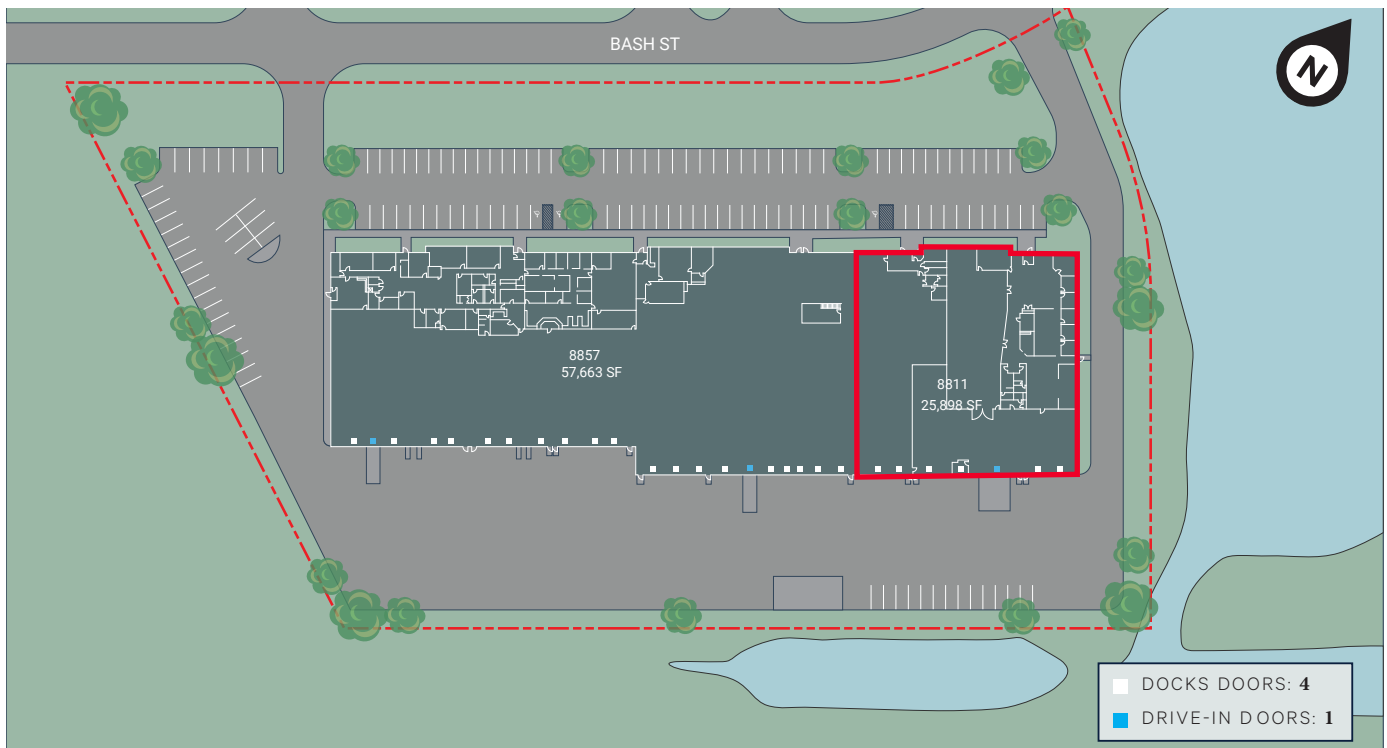 BASH ST
N
8857
57,663 SF
8811
25,898 SF
DOCKS DOORS: 4
DRIVE-IN DOORS: 1